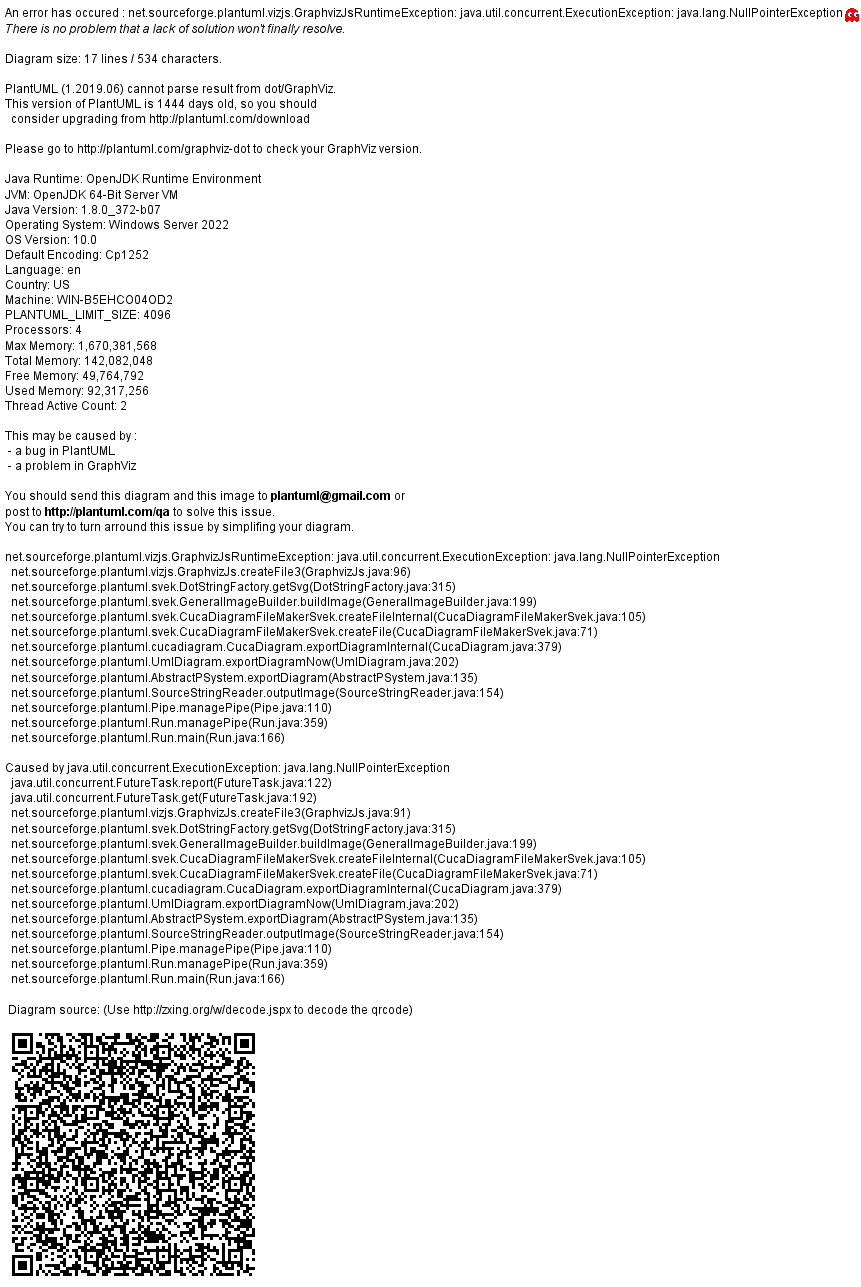 An error has occured : net.sourceforge.plantuml.vizjs.GraphvizJsRuntimeException: java.util.concurrent.ExecutionException: java.lang.NullPointerException
There is no problem that a lack of solution won't finally resolve.
Diagram size: 17 lines / 534 characters.
PlantUML (1.2019.06) cannot parse result from dot/GraphViz.
This version of PlantUML is 1444 days old, so you should
consider upgrading from http://plantuml.com/download
Please go to http://plantuml.com/graphviz-dot to check your GraphViz version.
Java Runtime: OpenJDK Runtime Environment
JVM: OpenJDK 64-Bit Server VM
Java Version: 1.8.0_372-b07
Operating System: Windows Server 2022
OS Version: 10.0
Default Encoding: Cp1252
Language: en
Country: US
Machine: WIN-B5EHCO04OD2
PLANTUML_LIMIT_SIZE: 4096
Processors: 4
Max Memory: 1,670,381,568
Total Memory: 142,082,048
Free Memory: 49,764,792
Used Memory: 92,317,256
Thread Active Count: 2
This may be caused by :
- a bug in PlantUML
- a problem in GraphViz
You should send this diagram and this image to plantuml@gmail.com or
post to http://plantuml.com/qa to solve this issue.
You can try to turn arround this issue by simplifing your diagram.
net.sourceforge.plantuml.vizjs.GraphvizJsRuntimeException: java.util.concurrent.ExecutionException: java.lang.NullPointerException
net.sourceforge.plantuml.vizjs.GraphvizJs.createFile3(GraphvizJs.java:96)
net.sourceforge.plantuml.svek.DotStringFactory.getSvg(DotStringFactory.java:315)
net.sourceforge.plantuml.svek.GeneralImageBuilder.buildImage(GeneralImageBuilder.java:199)
net.sourceforge.plantuml.svek.CucaDiagramFileMakerSvek.createFileInternal(CucaDiagramFileMakerSvek.java:105)
net.sourceforge.plantuml.svek.CucaDiagramFileMakerSvek.createFile(CucaDiagramFileMakerSvek.java:71)
net.sourceforge.plantuml.cucadiagram.CucaDiagram.exportDiagramInternal(CucaDiagram.java:379)
net.sourceforge.plantuml.UmlDiagram.exportDiagramNow(UmlDiagram.java:202)
net.sourceforge.plantuml.AbstractPSystem.exportDiagram(AbstractPSystem.java:135)
net.sourceforge.plantuml.SourceStringReader.outputImage(SourceStringReader.java:154)
net.sourceforge.plantuml.Pipe.managePipe(Pipe.java:110)
net.sourceforge.plantuml.Run.managePipe(Run.java:359)
net.sourceforge.plantuml.Run.main(Run.java:166)
Caused by java.util.concurrent.ExecutionException: java.lang.NullPointerException
java.util.concurrent.FutureTask.report(FutureTask.java:122)
java.util.concurrent.FutureTask.get(FutureTask.java:192)
net.sourceforge.plantuml.vizjs.GraphvizJs.createFile3(GraphvizJs.java:91)
net.sourceforge.plantuml.svek.DotStringFactory.getSvg(DotStringFactory.java:315)
net.sourceforge.plantuml.svek.GeneralImageBuilder.buildImage(GeneralImageBuilder.java:199)
net.sourceforge.plantuml.svek.CucaDiagramFileMakerSvek.createFileInternal(CucaDiagramFileMakerSvek.java:105)
net.sourceforge.plantuml.svek.CucaDiagramFileMakerSvek.createFile(CucaDiagramFileMakerSvek.java:71)
net.sourceforge.plantuml.cucadiagram.CucaDiagram.exportDiagramInternal(CucaDiagram.java:379)
net.sourceforge.plantuml.UmlDiagram.exportDiagramNow(UmlDiagram.java:202)
net.sourceforge.plantuml.AbstractPSystem.exportDiagram(AbstractPSystem.java:135)
net.sourceforge.plantuml.SourceStringReader.outputImage(SourceStringReader.java:154)
net.sourceforge.plantuml.Pipe.managePipe(Pipe.java:110)
net.sourceforge.plantuml.Run.managePipe(Run.java:359)
net.sourceforge.plantuml.Run.main(Run.java:166)
Diagram source: (Use http://zxing.org/w/decode.jspx to decode the qrcode)